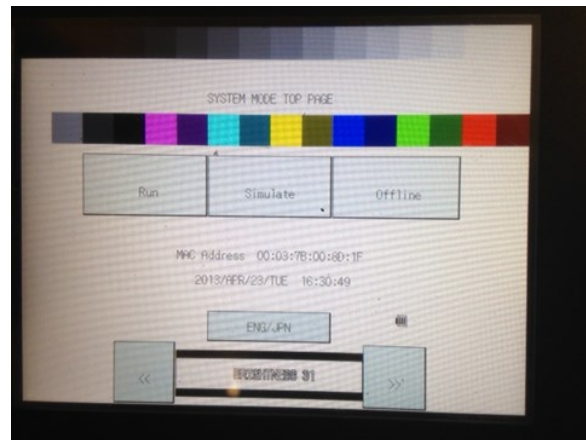 SYSTEM MODE TOP PAGE
Run Simulate Offline
MAC Address 00:03:7B:00:8D:1F
2013/APR/23/TUE 16:30:49
ENG/JPN
<< BRIGHTNESS 31 >>